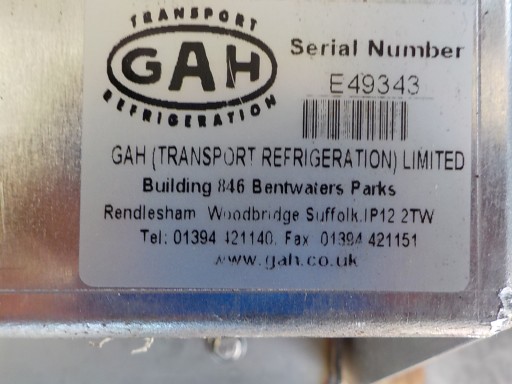 TRANSPORT
GAH
REFRIGERATION
Serial Number
E49343
GAH (TRANSPORT REFRIGERATION) LIMITED
Building 846 Bentwaters Parks
Rendlesham Woodbridge Suffolk.IP12 2TW
Tel: 01394 421140. Fax 01394 421151
www.gah.co.uk